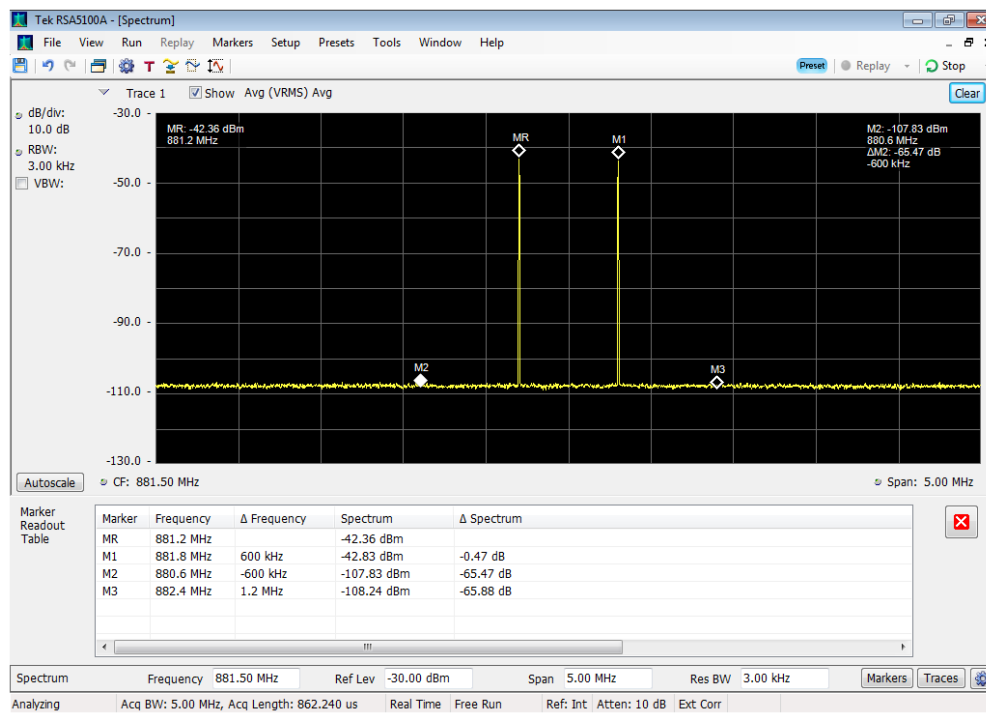 Tek RSA5100A - [Spectrum]
File View Run Replay Markers Setup Presets Tools Window Help
T Preset Replay Stop
Trace 1 Show Avg (VRMS) Avg Clear
dB/div:
10.0 dB
RBW:
3.00 kHz
VBW:
-30.0
-50.0
-70.0
-90.0
-110.0
-130.0
MR: -42.36 dBm
881.2 MHz
M2: -107.83 dBm
880.6 MHz
ΔM2: -65.47 dB
-600 kHz
MR M1
M2 M3
Autoscale CF: 881.50 MHz Span: 5.00 MHz
Marker
Readout
Table
Marker Frequency Δ Frequency Spectrum Δ Spectrum
MR 881.2 MHz -42.36 dBm
M1 881.8 MHz 600 kHz -42.83 dBm -0.47 dB
M2 880.6 MHz -600 kHz -107.83 dBm -65.47 dB
M3 882.4 MHz 1.2 MHz -108.24 dBm -65.88 dB
Spectrum Frequency 881.50 MHz Ref Lev -30.00 dBm Span 5.00 MHz Res BW 3.00 kHz Markers Traces
Analyzing Acq BW: 5.00 MHz, Acq Length: 862.240 us Real Time Free Run Ref: Int Atten: 10 dB Ext Corr